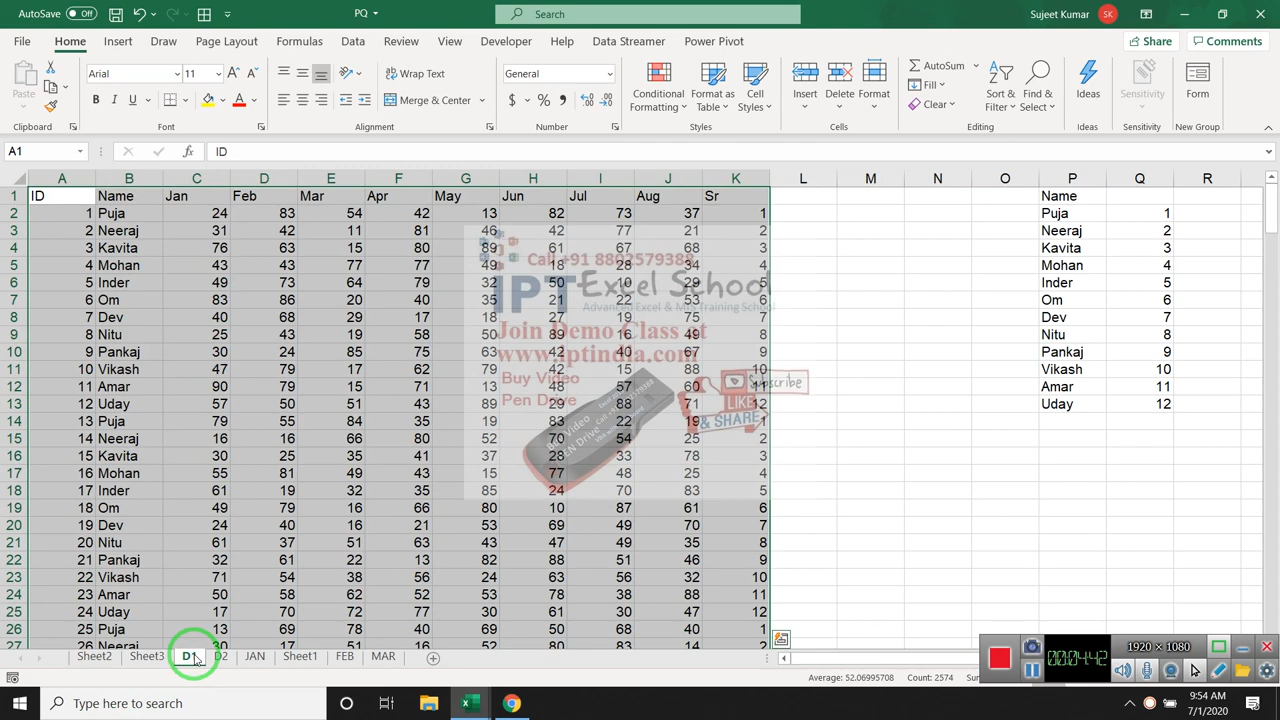 AutoSave Off PQ Search Sujeet Kumar SK
File Home Insert Draw Page Layout Formulas Data Review View Developer Help Data Streamer Power Pivot Share Comments
Paste Arial 11 Wrap Text General Conditional Formatting Format as Table Cell Styles Insert Delete Format AutoSum Fill Clear Sort & Filter Find & Select Ideas Sensitivity Form
B I U A Merge & Center $ % ,
Clipboard Font Alignment Number Styles Cells Editing Ideas Sensitivity New Group
A1 fx ID
A B C D E F G H I J K L M N O P Q R
1 ID Name Jan Feb Mar Apr May Jun Jul Aug Sr Name
2 1 Puja 24 83 54 42 13 82 73 37 1 Puja 1
3 2 Neeraj 31 42 11 81 46 42 77 21 2 Neeraj 2
4 3 Kavita 76 63 15 80 89 61 67 68 3 Kavita 3
5 4 Mohan 43 43 77 77 49 18 28 34 4 Mohan 4
6 5 Inder 49 73 64 79 32 50 10 29 5 Inder 5
7 6 Om 83 86 20 40 35 21 22 53 6 Om 6
8 7 Dev 40 68 29 17 18 27 19 75 7 Dev 7
9 8 Nitu 25 43 19 58 50 89 16 49 8 Nitu 8
10 9 Pankaj 30 24 85 75 63 42 40 67 9 Pankaj 9
11 10 Vikash 47 79 17 62 79 42 15 88 10 Vikash 10
12 11 Amar 90 79 15 71 13 48 57 60 11 Amar 11
13 12 Uday 57 50 51 43 89 29 88 71 12 Uday 12
14 13 Puja 79 55 84 35 43 83 22 19 1
15 14 Neeraj 16 16 66 80 52 70 54 25 2
16 15 Kavita 30 25 35 41 37 28 33 78 3
17 16 Mohan 55 81 49 43 15 77 48 25 4
18 17 Inder 61 19 32 35 85 24 70 83 5
19 18 Om 49 79 16 66 80 10 87 61 6
20 19 Dev 24 40 16 21 53 69 49 70 7
21 20 Nitu 61 37 51 63 43 47 49 35 8
22 21 Pankaj 32 61 22 13 82 88 51 46 9
23 22 Vikash 71 54 38 56 24 63 56 32 10
24 23 Amar 50 58 62 52 53 78 38 88 11
25 24 Uday 17 70 72 77 30 61 30 47 12
26 25 Puja 13 69 78 40 69 50 68 40 1
27 26 Neeraj 30 17 51 80 52 83 14 2
Call +91 8802579388
IPT Excel School
Advanced Excel & MIS Training School
Join Demo Class at
www.iptindia.com
Buy Video
Pen Drive
Subscribe
LIKE
& SHARE
Sheet2 Sheet3 D1 D2 JAN Sheet1 FEB MAR
Average: 52.06995708 Count: 2574
1920 × 1080
00:04:42
Type here to search
9:54 AM
7/1/2020